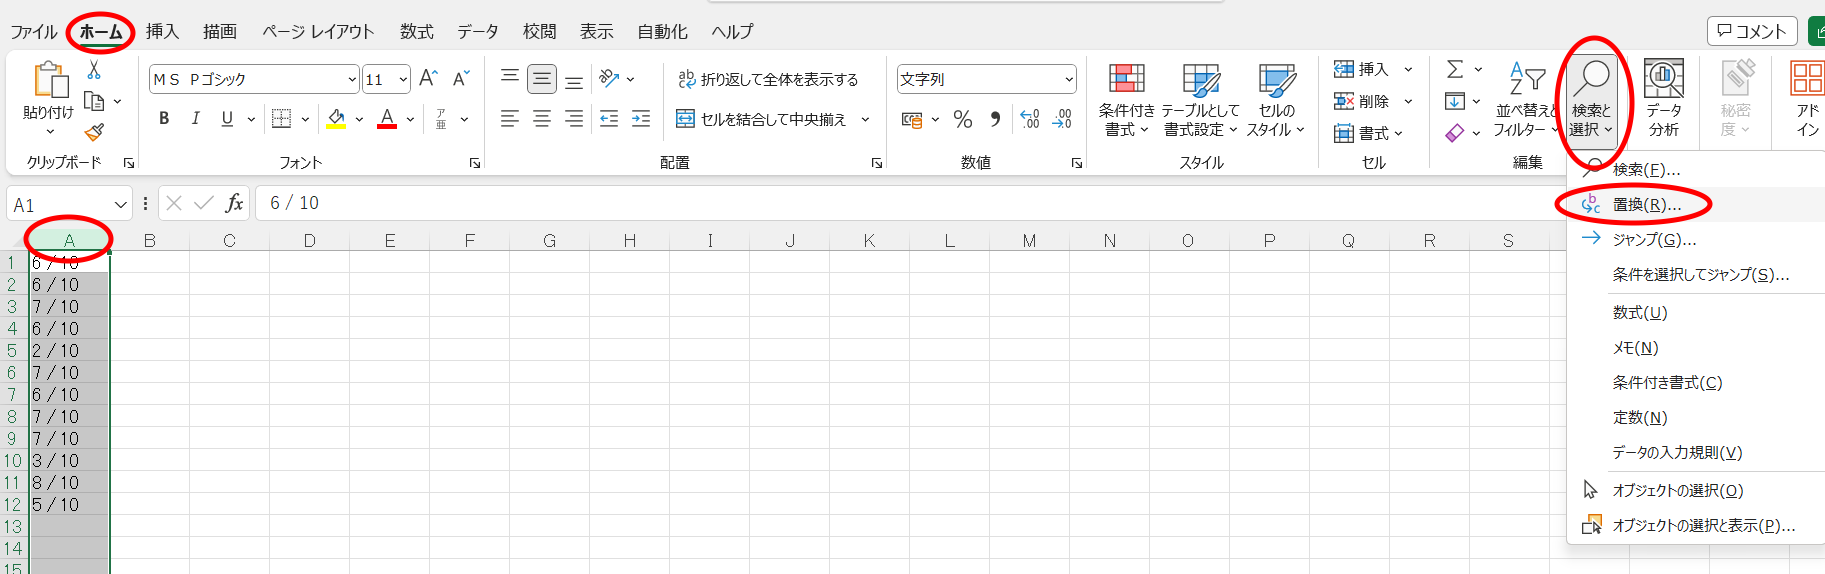 ファイル ホーム 挿入 描画 ページ レイアウト 数式 データ 校閲 表示 自動化 ヘルプ コメント
貼り付け
クリップボード
ＭＳ Ｐゴシック 11 A A
B I U A ア 亜
フォント
ab 折り返して全体を表示する
セルを結合して中央揃え
配置
文字列
% .00
数値
条件付き
書式
テーブルとして
書式設定
セルの
スタイル
スタイル
挿入
削除
書式
セル
並べ替えと
フィルター
検索と
選択
編集
データ
分析
秘密
度
アド
イン
検索(F)...
置換(R)...
ジャンプ(G)...
条件を選択してジャンプ(S)...
数式(U)
メモ(N)
条件付き書式(C)
定数(N)
データの入力規則(V)
オブジェクトの選択(O)
オブジェクトの選択と表示(P)...
A1 fx 6 / 10
A B C D E F G H I J K L M N O P Q R S
1 6 / 10
2 6 / 10
3 7 / 10
4 6 / 10
5 2 / 10
6 7 / 10
7 6 / 10
8 7 / 10
9 7 / 10
10 3 / 10
11 8 / 10
12 5 / 10
13
14
15